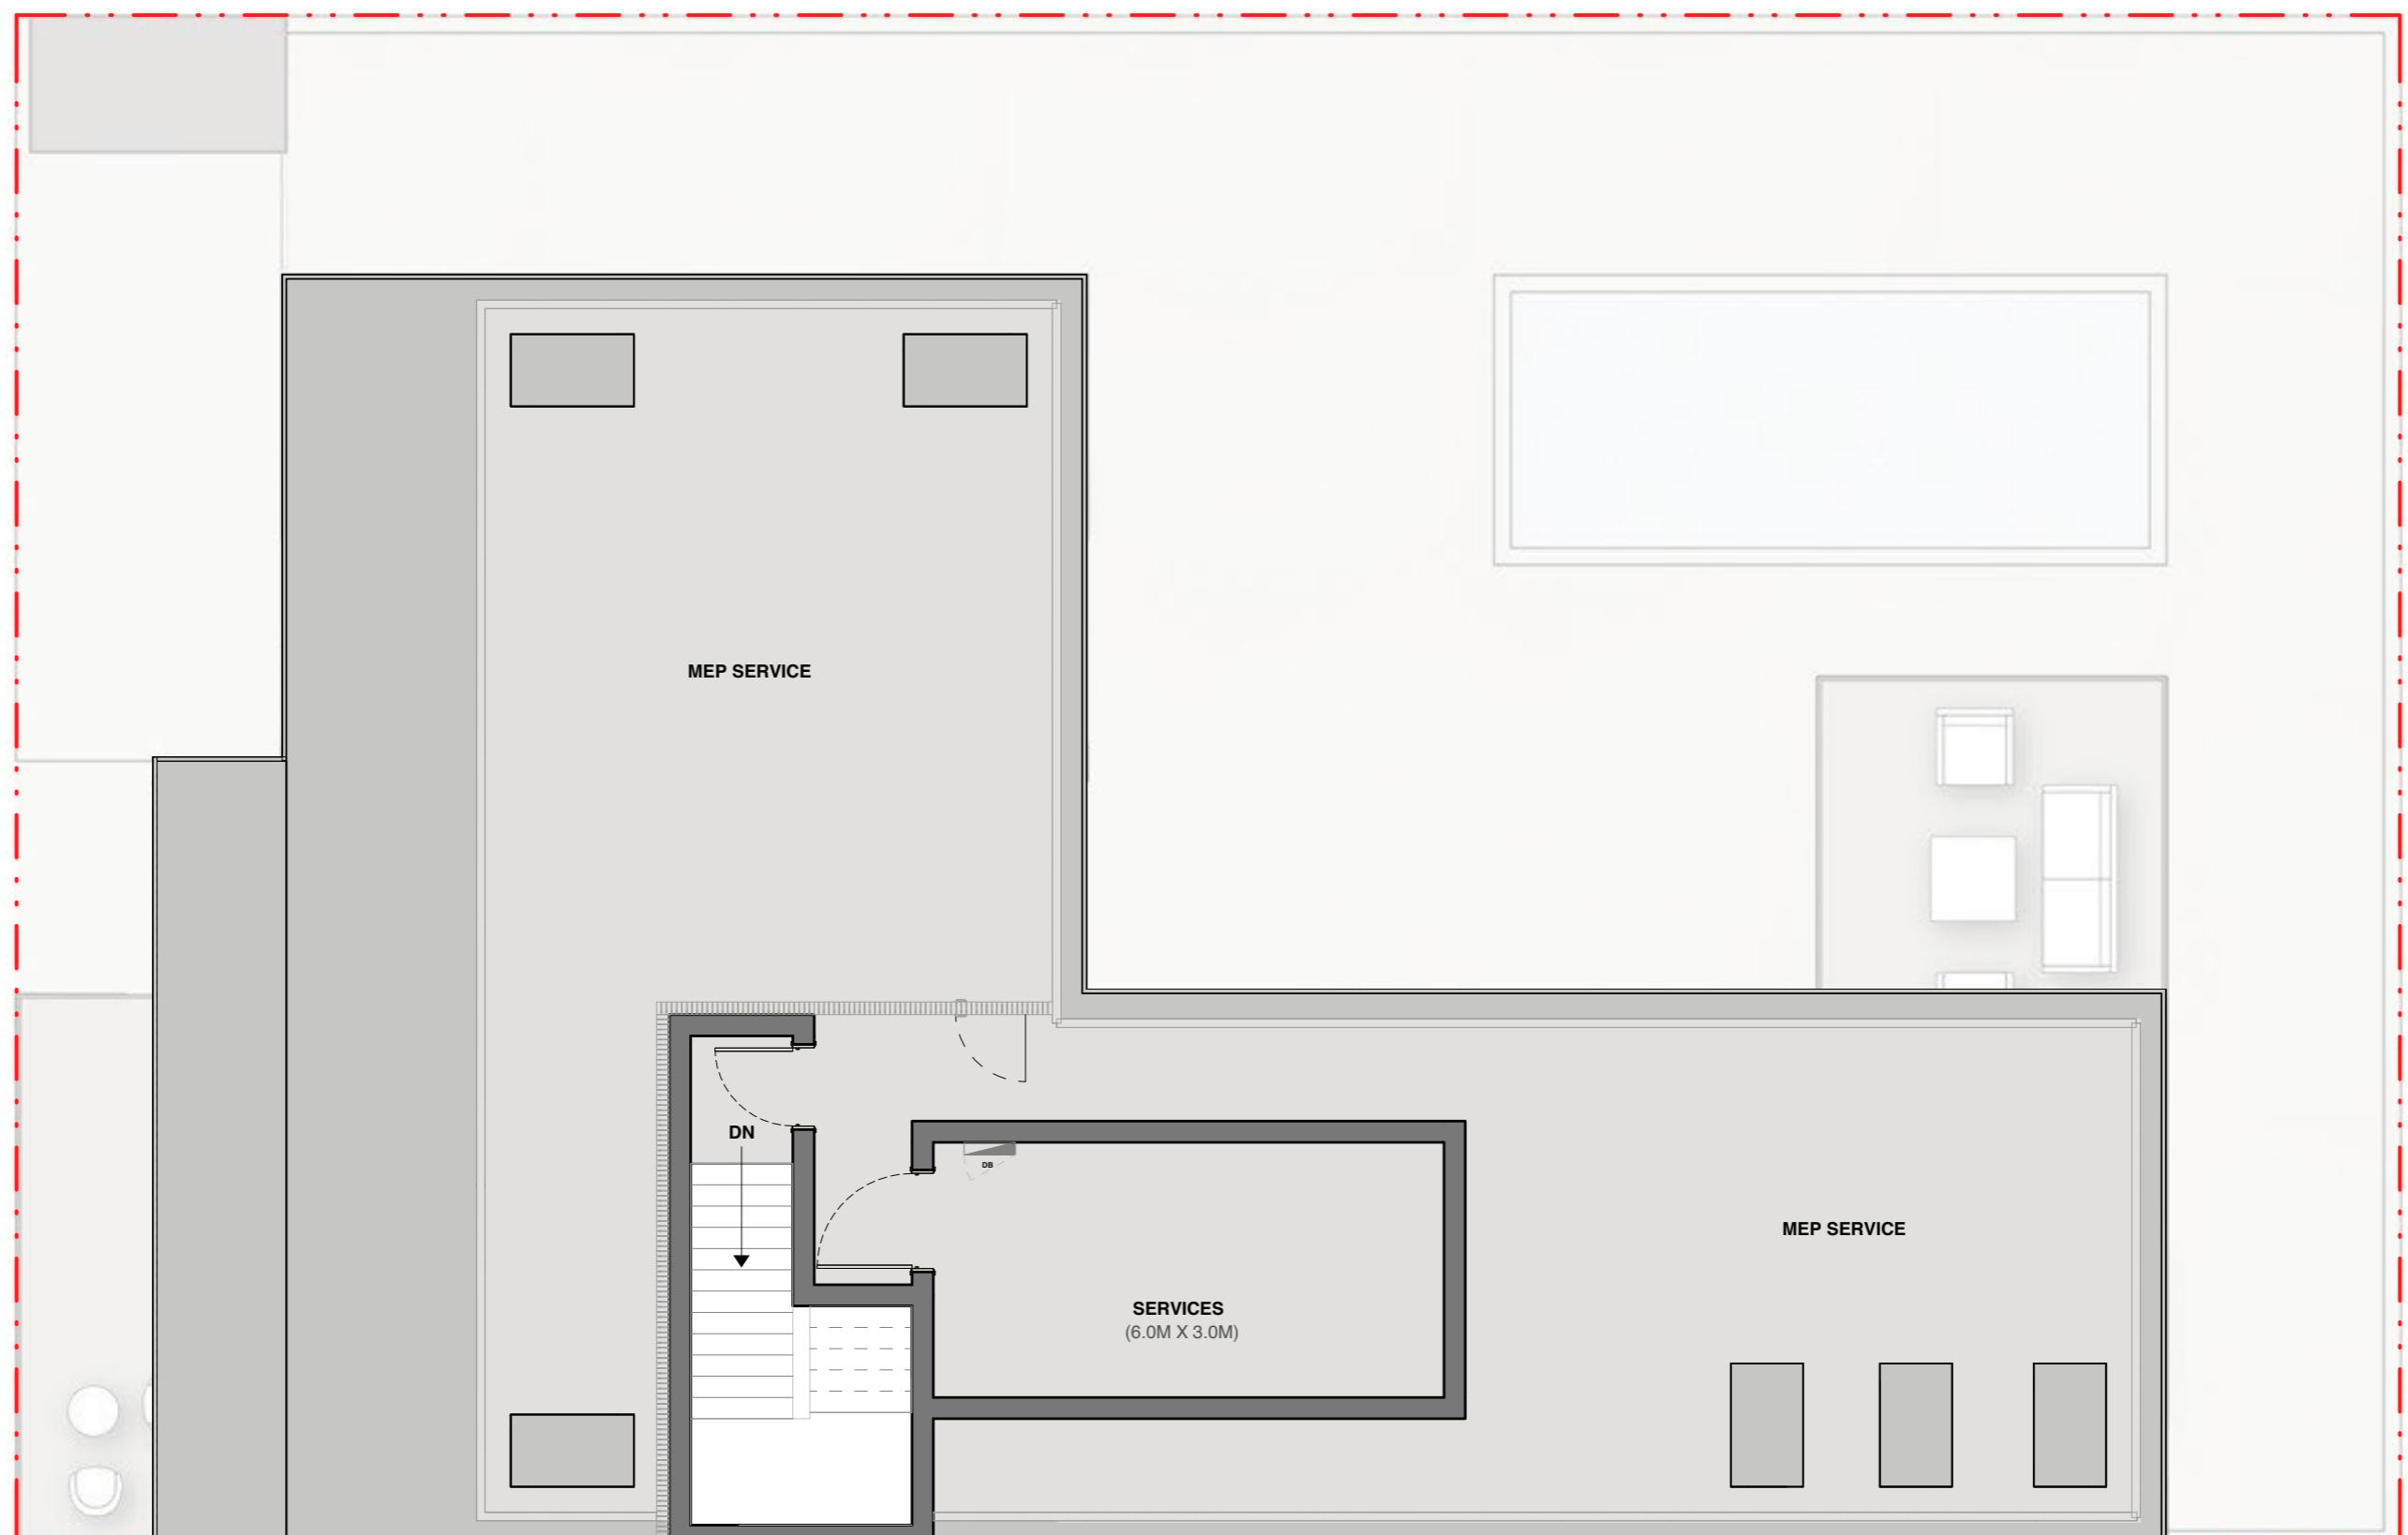 MEP SERVICE
DN
DB
MEP SERVICE
SERVICES
(6.0M X 3.0M)